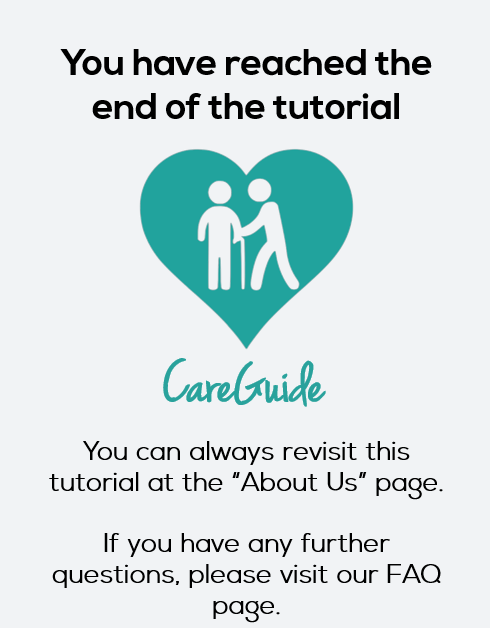 You have reached the
end of the tutorial
CareGuide
You can always revisit this
tutorial at the "About Us" page.
If you have any further
questions, please visit our FAQ
page.